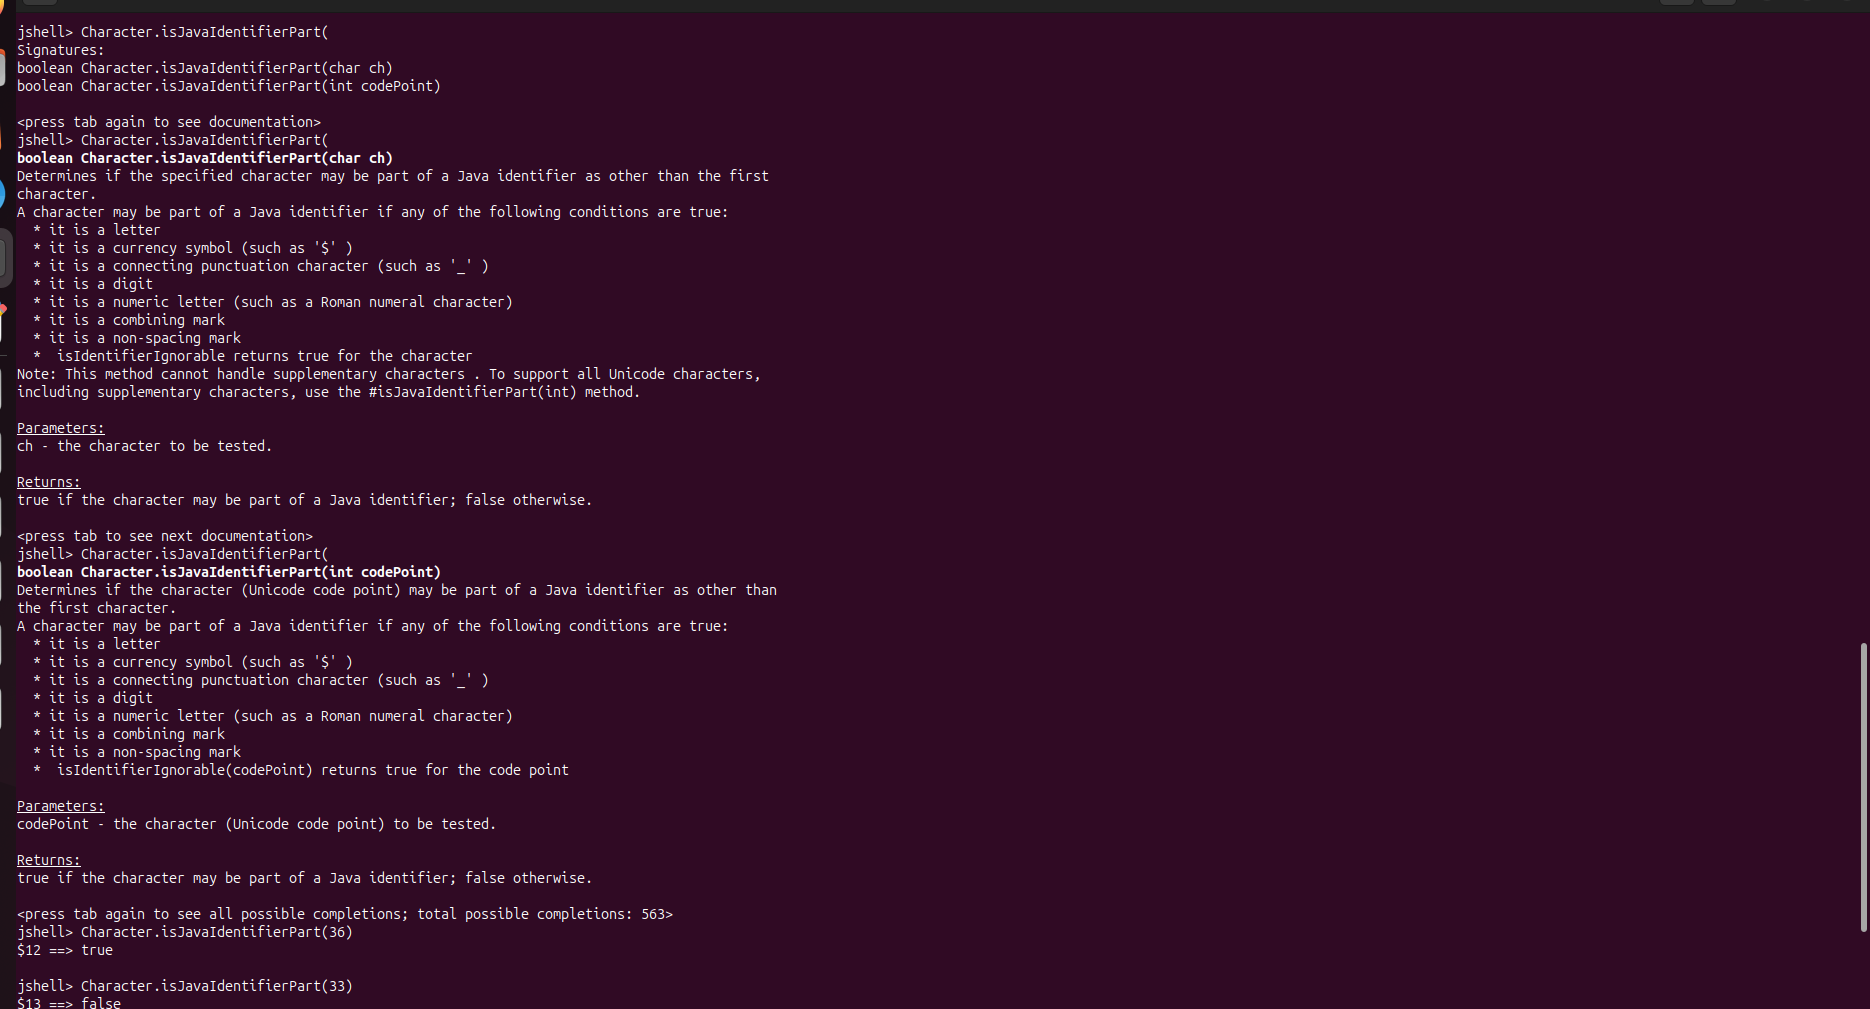 jshell> Character.isJavaIdentifierPart(
Signatures:
boolean Character.isJavaIdentifierPart(char ch)
boolean Character.isJavaIdentifierPart(int codePoint)
<press tab again to see documentation>
jshell> Character.isJavaIdentifierPart(
boolean Character.isJavaIdentifierPart(char ch)
Determines if the specified character may be part of a Java identifier as other than the first
character.
A character may be part of a Java identifier if any of the following conditions are true:
  * it is a letter
  * it is a currency symbol (such as '$' )
  * it is a connecting punctuation character (such as '_' )
  * it is a digit
  * it is a numeric letter (such as a Roman numeral character)
  * it is a combining mark
  * it is a non-spacing mark
  *  isIdentifierIgnorable returns true for the character
Note: This method cannot handle supplementary characters . To support all Unicode characters,
including supplementary characters, use the #isJavaIdentifierPart(int) method.
Parameters:
ch - the character to be tested.
Returns:
true if the character may be part of a Java identifier; false otherwise.
<press tab to see next documentation>
jshell> Character.isJavaIdentifierPart(
boolean Character.isJavaIdentifierPart(int codePoint)
Determines if the character (Unicode code point) may be part of a Java identifier as other than
the first character.
A character may be part of a Java identifier if any of the following conditions are true:
  * it is a letter
  * it is a currency symbol (such as '$' )
  * it is a connecting punctuation character (such as '_' )
  * it is a digit
  * it is a numeric letter (such as a Roman numeral character)
  * it is a combining mark
  * it is a non-spacing mark
  *  isIdentifierIgnorable(codePoint) returns true for the code point
Parameters:
codePoint - the character (Unicode code point) to be tested.
Returns:
true if the character may be part of a Java identifier; false otherwise.
<press tab again to see all possible completions; total possible completions: 563>
jshell> Character.isJavaIdentifierPart(36)
$12 ==> true
jshell> Character.isJavaIdentifierPart(33)
$13 ==> false